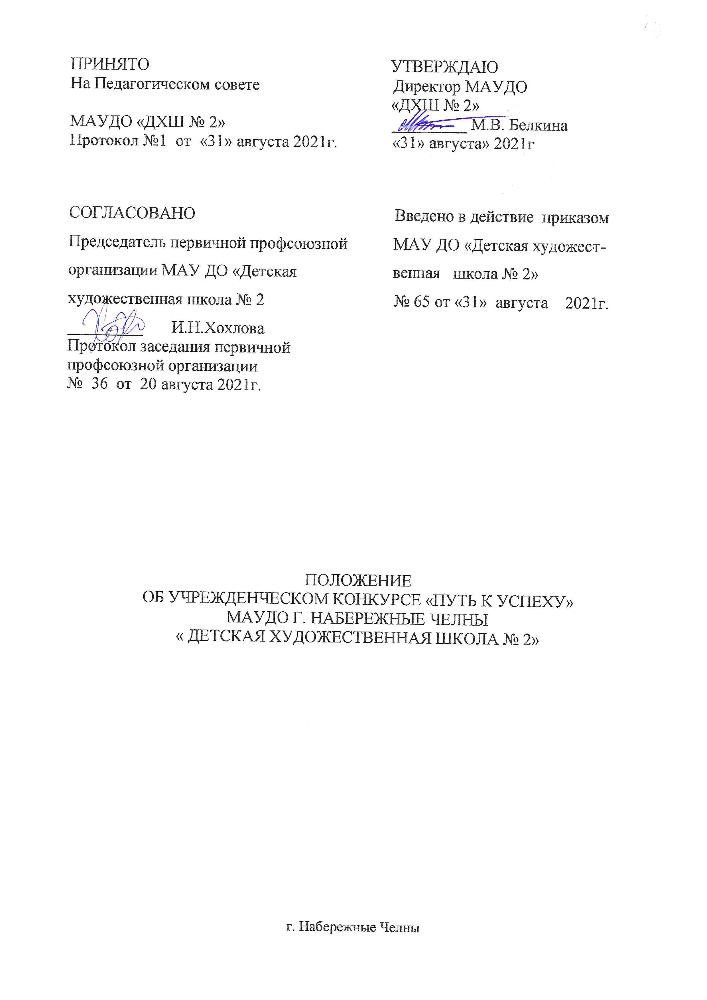 ПРИНЯТО
На Педагогическом совете
МАУДО «ДХШ № 2»
Протокол №1 от «31» августа 2021г.
УТВЕРЖДАЮ
Директор МАУДО
«ДХШ № 2»
___________ М.В. Белкина
«31» августа» 2021г
СОГЛАСОВАНО
Председатель первичной профсоюзной
организации МАУ ДО «Детская
художественная школа № 2
___________ И.Н.Хохлова
Протокол заседания первичной
профсоюзной организации
№ 36 от 20 августа 2021г.
Введено в действие приказом
МАУ ДО «Детская художест-
венная школа № 2»
№ 65 от «31» августа 2021г.
ПОЛОЖЕНИЕ
ОБ УЧРЕЖДЕНЧЕСКОМ КОНКУРСЕ «ПУТЬ К УСПЕХУ»
МАУДО Г. НАБЕРЕЖНЫЕ ЧЕЛНЫ
« ДЕТСКАЯ ХУДОЖЕСТВЕННАЯ ШКОЛА № 2»
г. Набережные Челны